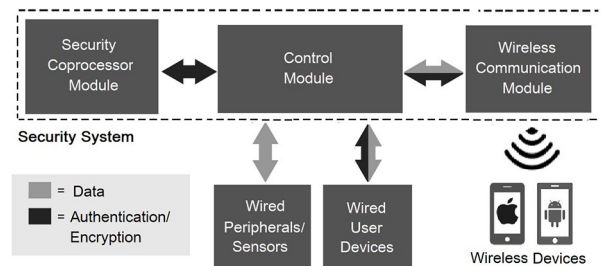 Security
Coprocessor
Module
Control
Module
Wireless
Communication
Module
Security System
= Data
= Authentication/
Encryption
Wired
Peripherals/
Sensors
Wired
User
Devices
Wireless Devices